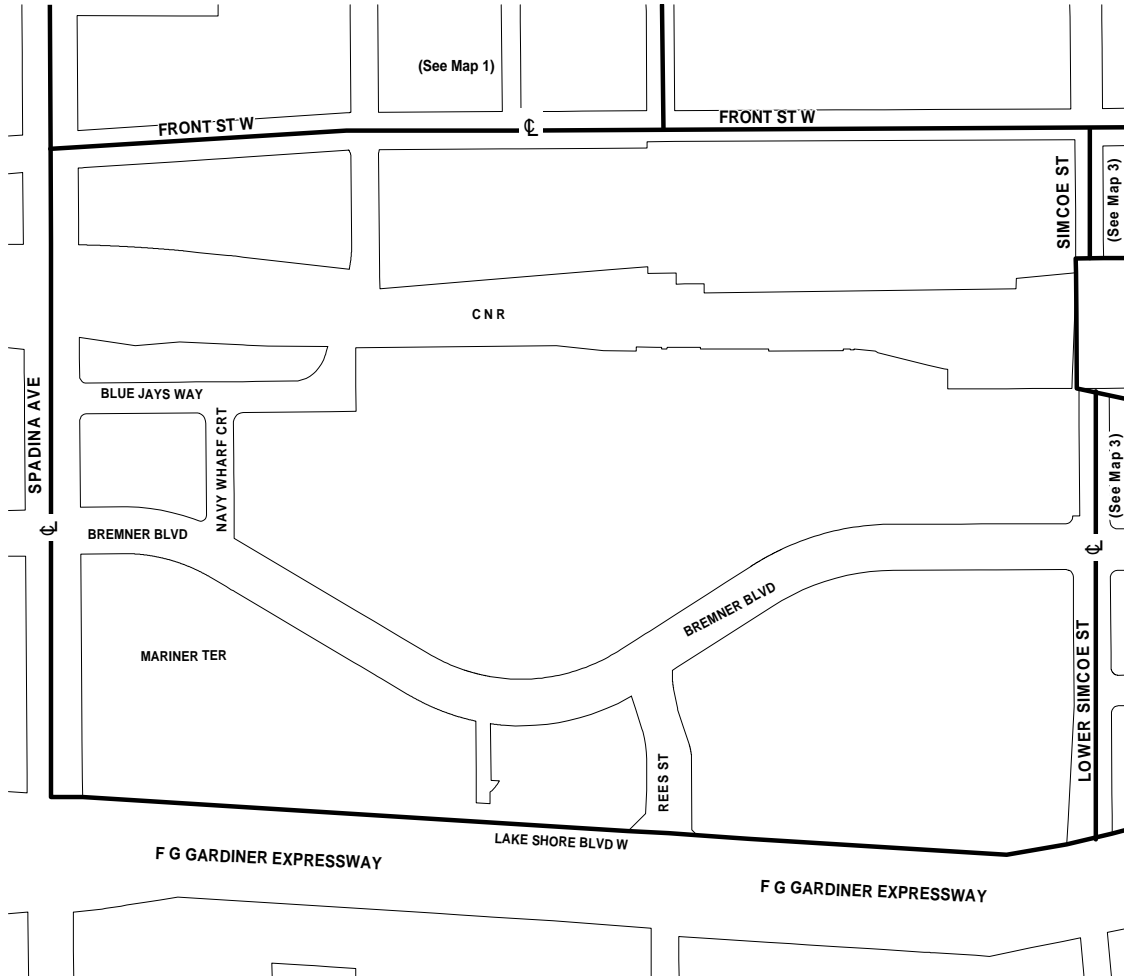 (See Map 1)
FRONT ST W
℄
FRONT ST W
SIMCOE ST
(See Map 3)
C N R
BLUE JAYS WAY
SPADINA AVE
NAVY WHARF CRT
(See Map 3)
℄
BREMNER BLVD
℄
BREMNER BLVD
MARINER TER
LOWER SIMCOE ST
REES ST
LAKE SHORE BLVD W
F G GARDINER EXPRESSWAY
F G GARDINER EXPRESSWAY